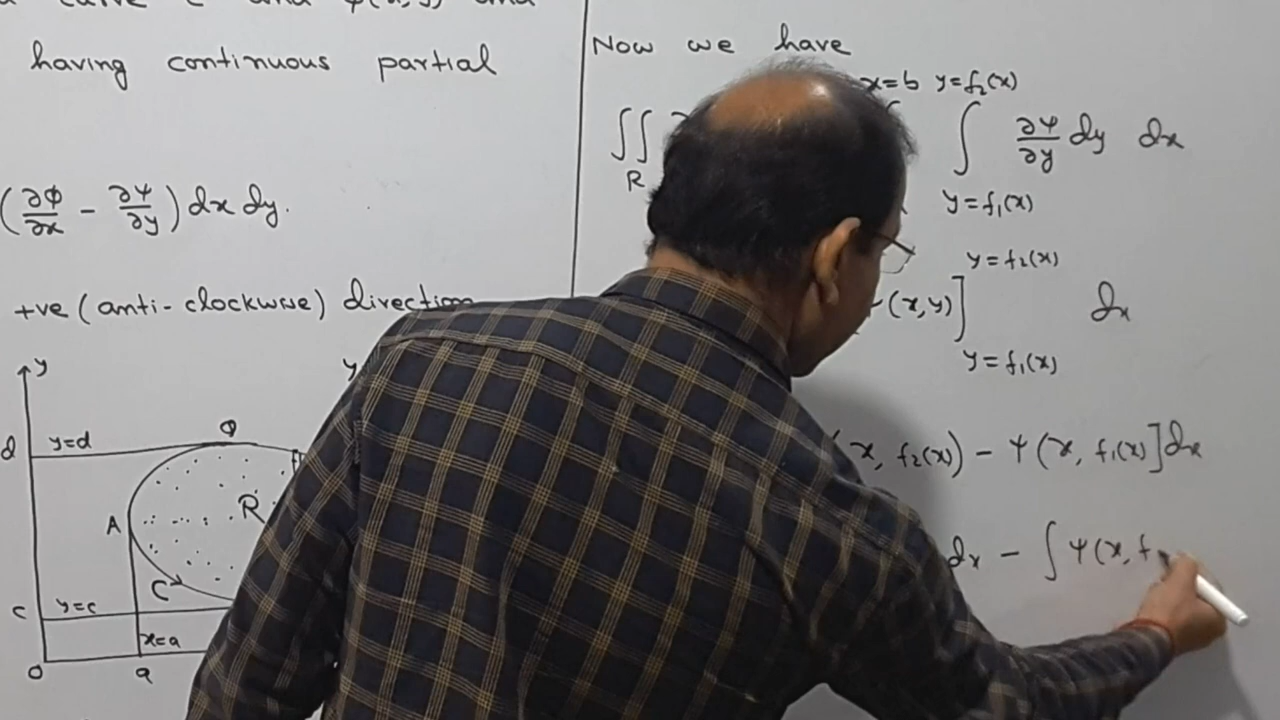 having continuous partial
(∂Φ/∂x - ∂Ψ/∂y) dx dy.
+ve (anti-clockwise) direction
y
d
y=d
Q
R
A
C
c
y=c
x=a
O
a
Now we have
x=b y=f₂(x)
∬
R
∫ ∂Ψ/∂y dy dx
y=f₁(x)
y=f₂(x)
(x,y)] dx
y=f₁(x)
x, f₂(x)) - Ψ(x, f₁(x)] dx
dx - ∫ Ψ(x, f